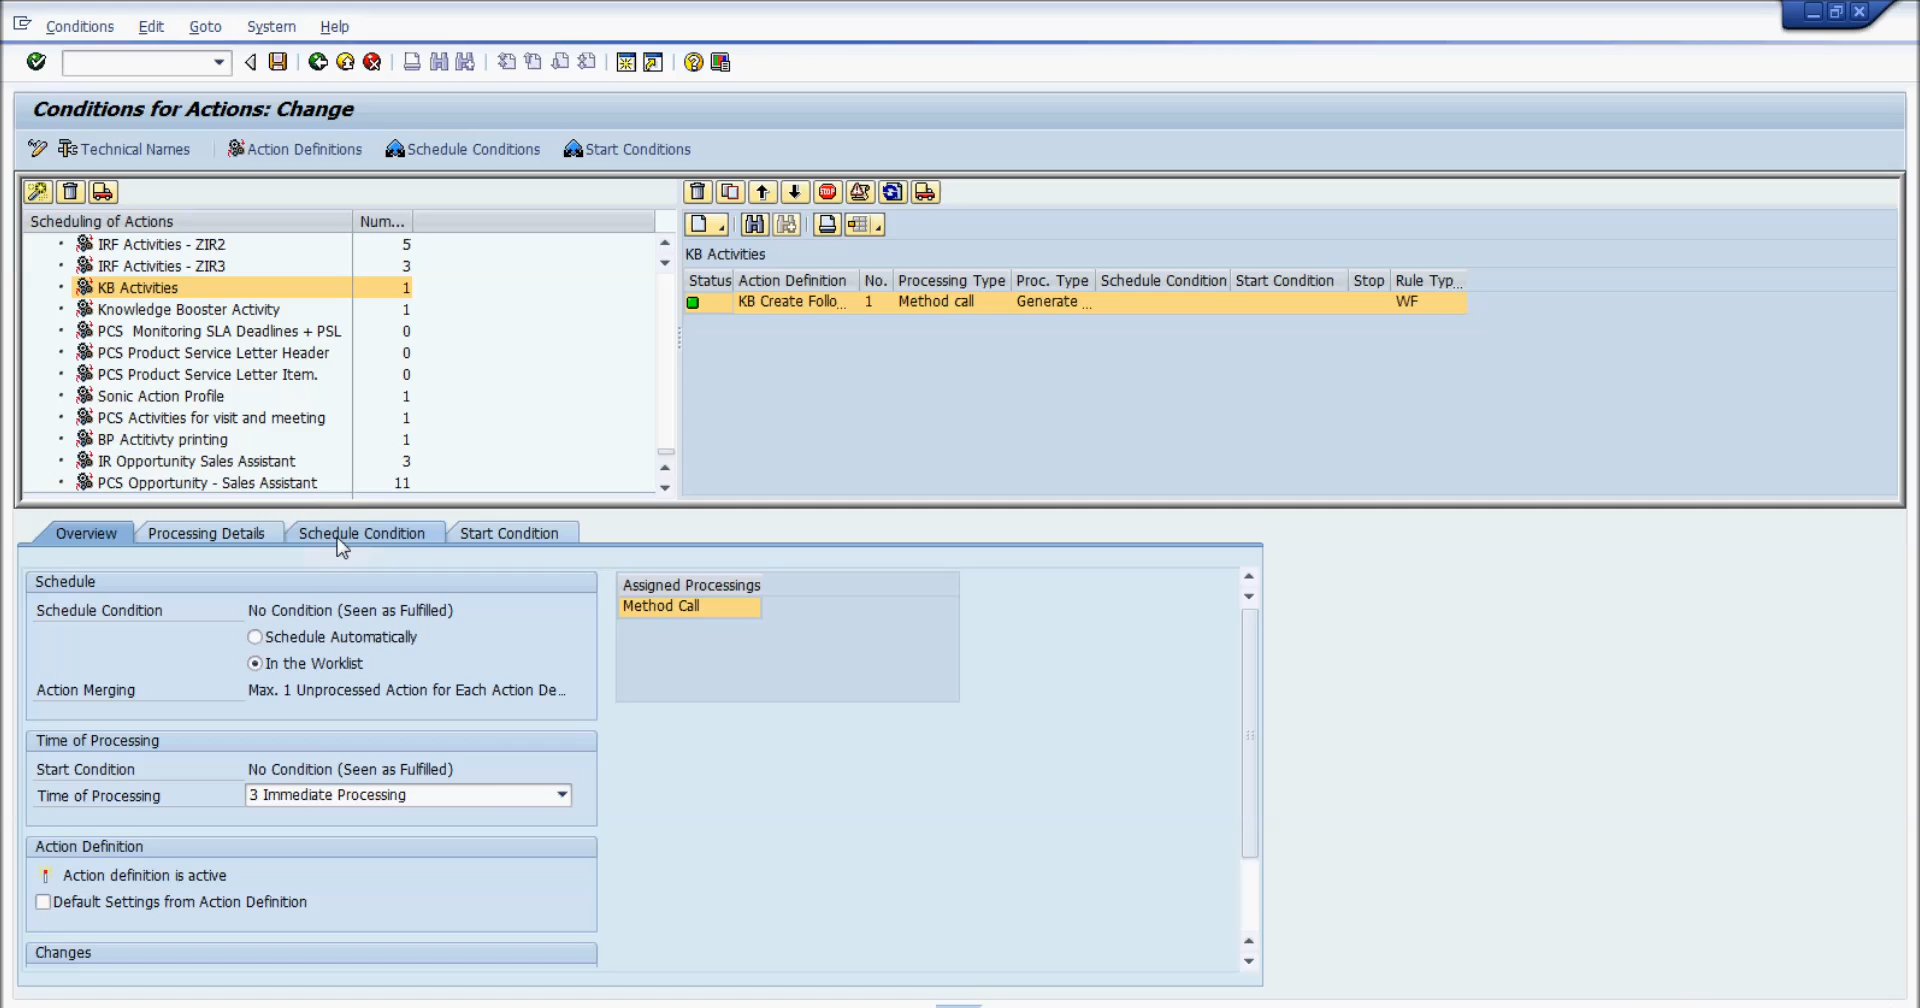 Conditions Edit Goto System Help
Conditions for Actions: Change
Technical Names Action Definitions Schedule Conditions Start Conditions
Scheduling of Actions Num...
IRF Activities - ZIR2 5
IRF Activities - ZIR3 3
KB Activities 1
Knowledge Booster Activity 1
PCS Monitoring SLA Deadlines + PSL 0
PCS Product Service Letter Header 0
PCS Product Service Letter Item. 0
Sonic Action Profile 1
PCS Activities for visit and meeting 1
BP Actitivty printing 1
IR Opportunity Sales Assistant 3
PCS Opportunity - Sales Assistant 11
STOP
KB Activities
Status Action Definition No. Processing Type Proc. Type Schedule Condition Start Condition Stop Rule Typ...
KB Create Follo... 1 Method call Generate ... WF
Overview Processing Details Schedule Condition Start Condition
Schedule
Schedule Condition No Condition (Seen as Fulfilled)
Schedule Automatically
In the Worklist
Action Merging Max. 1 Unprocessed Action for Each Action De...
Assigned Processings
Method Call
Time of Processing
Start Condition No Condition (Seen as Fulfilled)
Time of Processing 3 Immediate Processing
Action Definition
Action definition is active
Default Settings from Action Definition
Changes